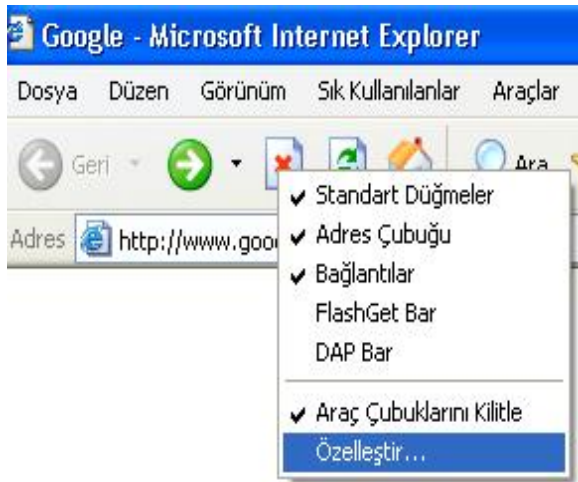 Google - Microsoft Internet Explorer
Dosya Düzen Görünüm Sık Kullanılanlar Araçlar
Geri Ara
Adres http://www.goo
Standart Düğmeler
Adres Çubuğu
Bağlantılar
FlashGet Bar
DAP Bar
Araç Çubuklarını Kilitle
Özelleştir...